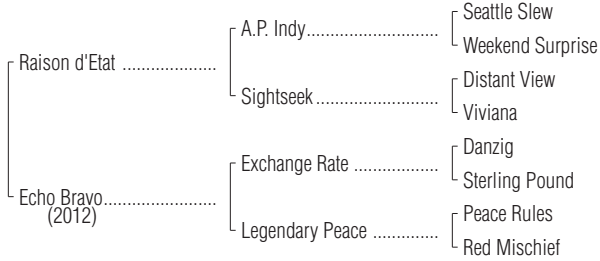 Seattle Slew
A.P. Indy..............................
Weekend Surprise
Raison d'Etat .....................
Distant View
Sightseek............................
Viviana
Danzig
Exchange Rate ...................
Sterling Pound
Echo Bravo.........................
(2012)
Peace Rules
Legendary Peace ...............
Red Mischief